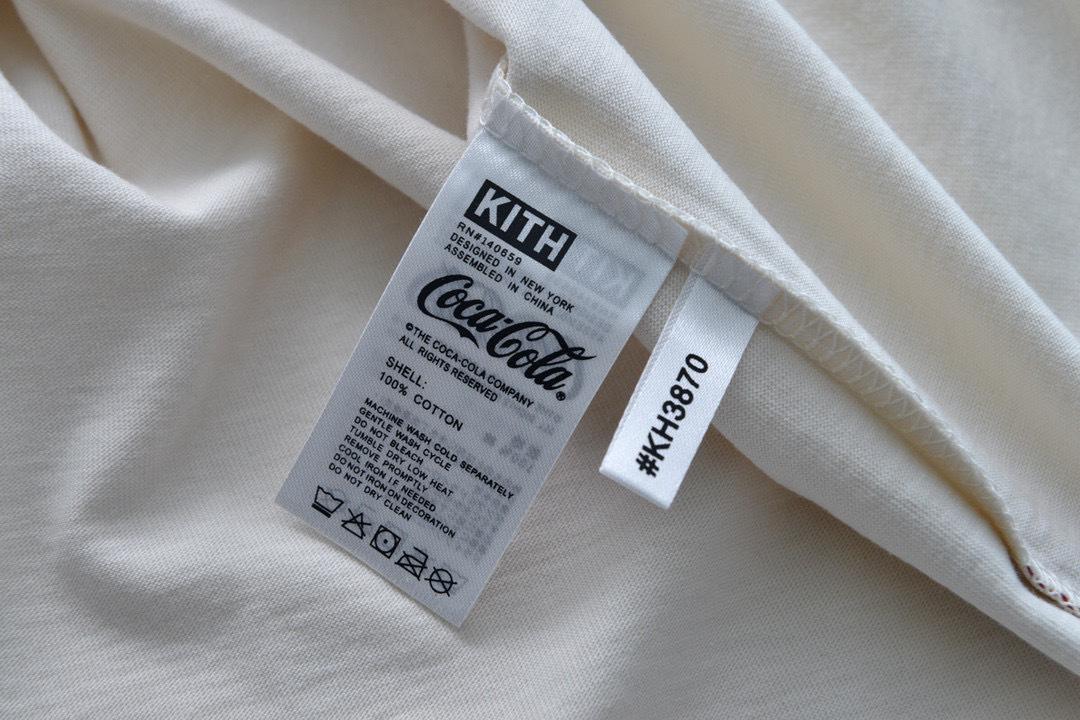 KITH
RN#140659
DESIGNED IN NEW YORK
ASSEMBLED IN CHINA
Coca-Cola®
©THE COCA-COLA COMPANY
ALL RIGHTS RESERVED
SHELL:
100% COTTON
MACHINE WASH COLD SEPARATELY
GENTLE WASH CYCLE
DO NOT BLEACH
TUMBLE DRY LOW HEAT
REMOVE PROMPTLY
COOL IRON IF NEEDED
DO NOT IRON ON DECORATION
DO NOT DRY CLEAN
#KH3870